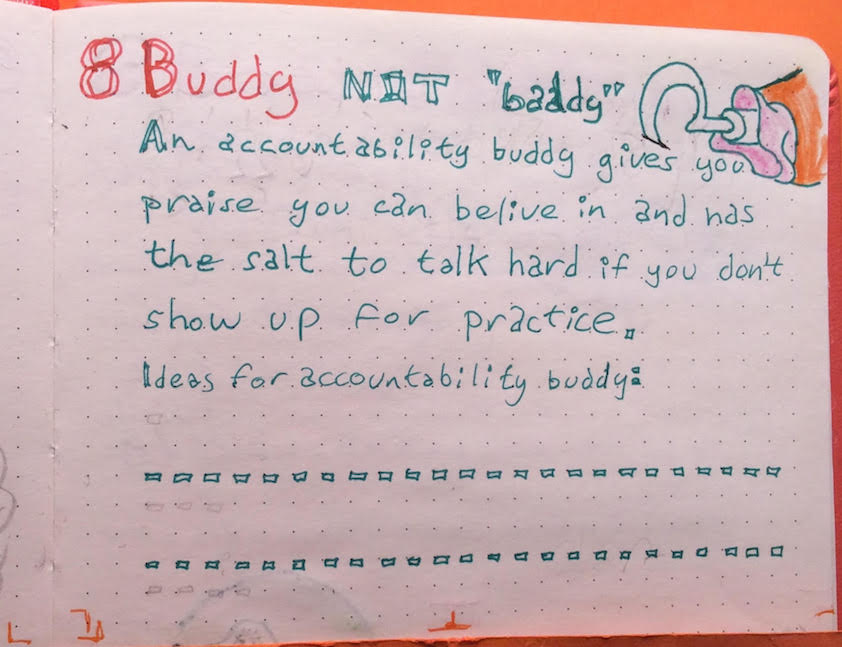 8 Buddy NOT "baddy"
An accountability buddy gives you
praise you can belive in and has
the salt to talk hard if you don't
show up for practice.
Ideas for accountability buddy: